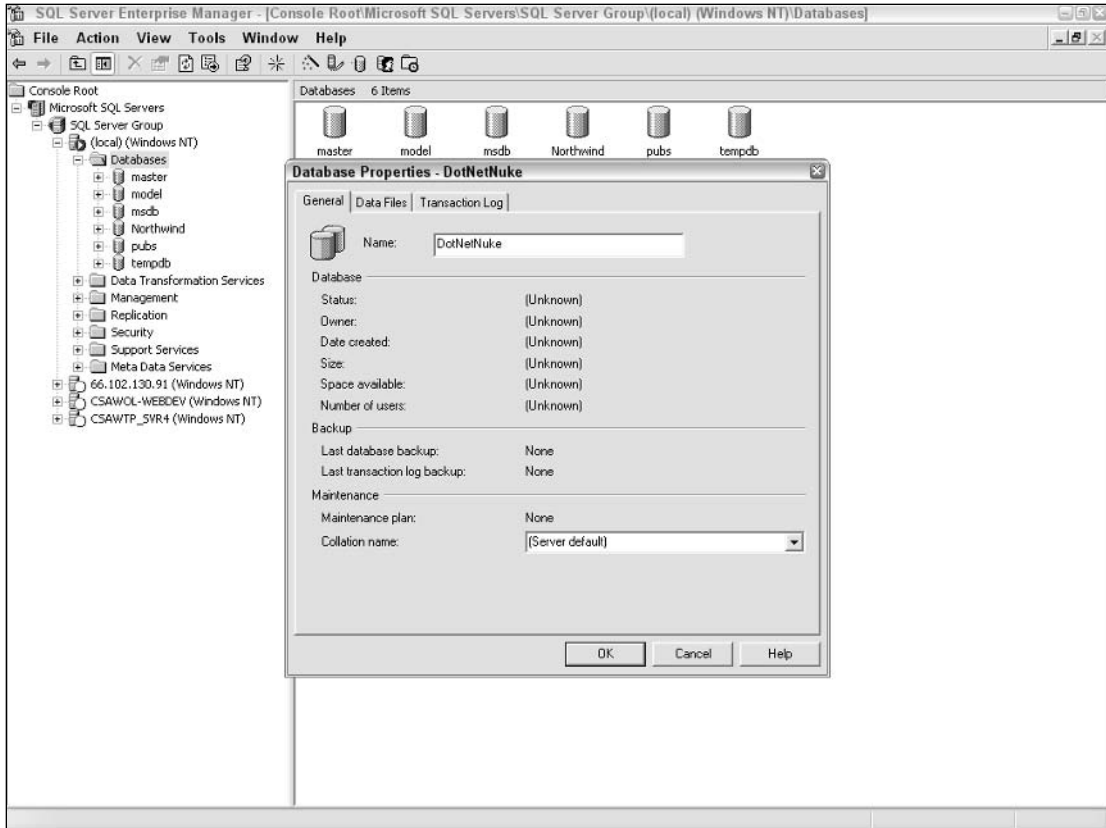 SQL Server Enterprise Manager - [Console Root\Microsoft SQL Servers\SQL Server Group\(local) (Windows NT)\Databases]
File Action View Tools Window Help
Console Root
Microsoft SQL Servers
SQL Server Group
(local) (Windows NT)
Databases
master
model
msdb
Northwind
pubs
tempdb
Data Transformation Services
Management
Replication
Security
Support Services
Meta Data Services
66.102.130.91 (Windows NT)
CSAWOL-WEBDEV (Windows NT)
CSAWTP_SVR4 (Windows NT)
Databases 6 Items
master model msdb Northwind pubs tempdb
Database Properties - DotNetNuke
General Data Files Transaction Log
Name: DotNetNuke
Database
Status: (Unknown)
Owner: (Unknown)
Date created: (Unknown)
Size: (Unknown)
Space available: (Unknown)
Number of users: (Unknown)
Backup
Last database backup: None
Last transaction log backup: None
Maintenance
Maintenance plan: None
Collation name: (Server default)
OK Cancel Help